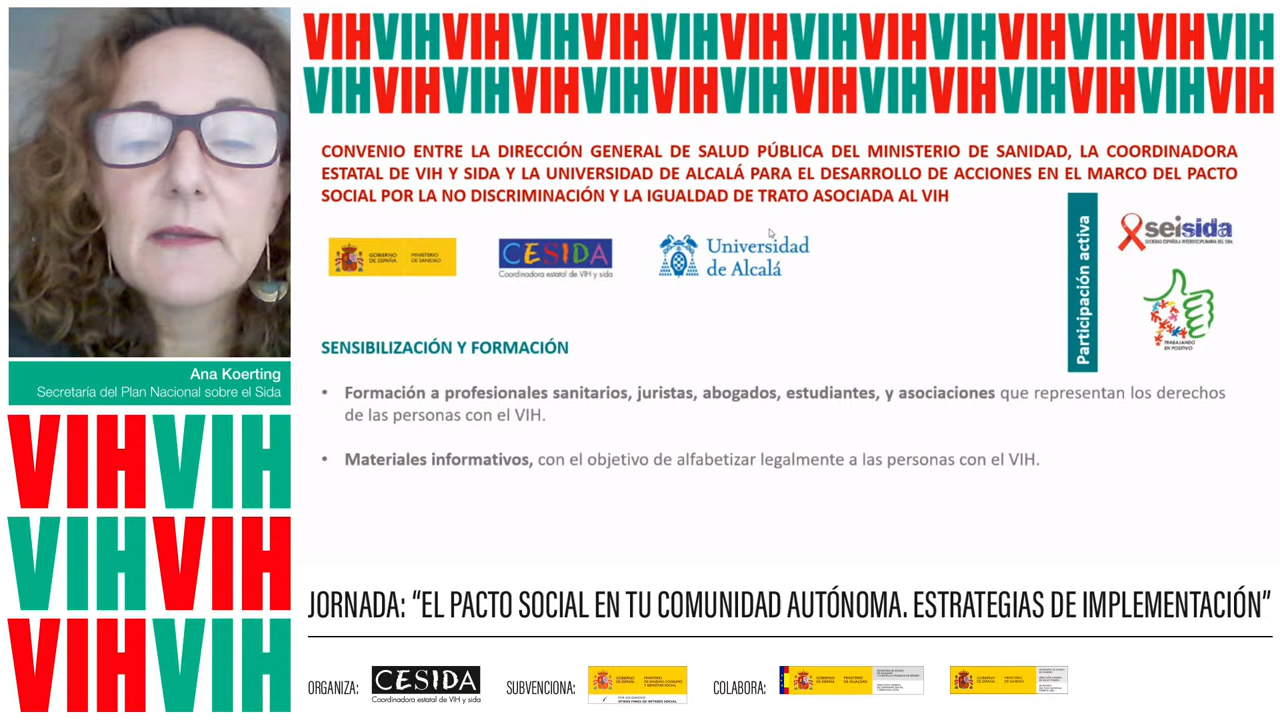 VIHVIHVIHVIHVIHVIHVIHVIHVIHVIHVIHVIHVIHVIH
VIHVIHVIHVIHVIHVIHVIHVIHVIHVIHVIHVIHVIHVIH
CONVENIO ENTRE LA DIRECCIÓN GENERAL DE SALUD PÚBLICA DEL MINISTERIO DE SANIDAD, LA COORDINADORA
ESTATAL DE VIH Y SIDA Y LA UNIVERSIDAD DE ALCALÁ PARA EL DESARROLLO DE ACCIONES EN EL MARCO DEL PACTO
SOCIAL POR LA NO DISCRIMINACIÓN Y LA IGUALDAD DE TRATO ASOCIADA AL VIH
GOBIERNO DE ESPAÑA
MINISTERIO DE SANIDAD
CESIDA
Coordinadora estatal de VIH y sida
Universidad
de Alcalá
Participación activa
seisida
SOCIEDAD ESPAÑOLA INTERDISCIPLINARIA DEL SIDA
TRABAJANDO
EN POSITIVO
SENSIBILIZACIÓN Y FORMACIÓN
• Formación a profesionales sanitarios, juristas, abogados, estudiantes, y asociaciones que representan los derechos
de las personas con el VIH.
• Materiales informativos, con el objetivo de alfabetizar legalmente a las personas con el VIH.
Ana Koerting
Secretaría del Plan Nacional sobre el Sida
VIHVIH
VIHVIH
VIHVIH
JORNADA: “EL PACTO SOCIAL EN TU COMUNIDAD AUTÓNOMA. ESTRATEGIAS DE IMPLEMENTACIÓN”
ORGANIZA:
CESIDA
Coordinadora estatal de VIH y sida
SUBVENCIONA:
COLABORA: